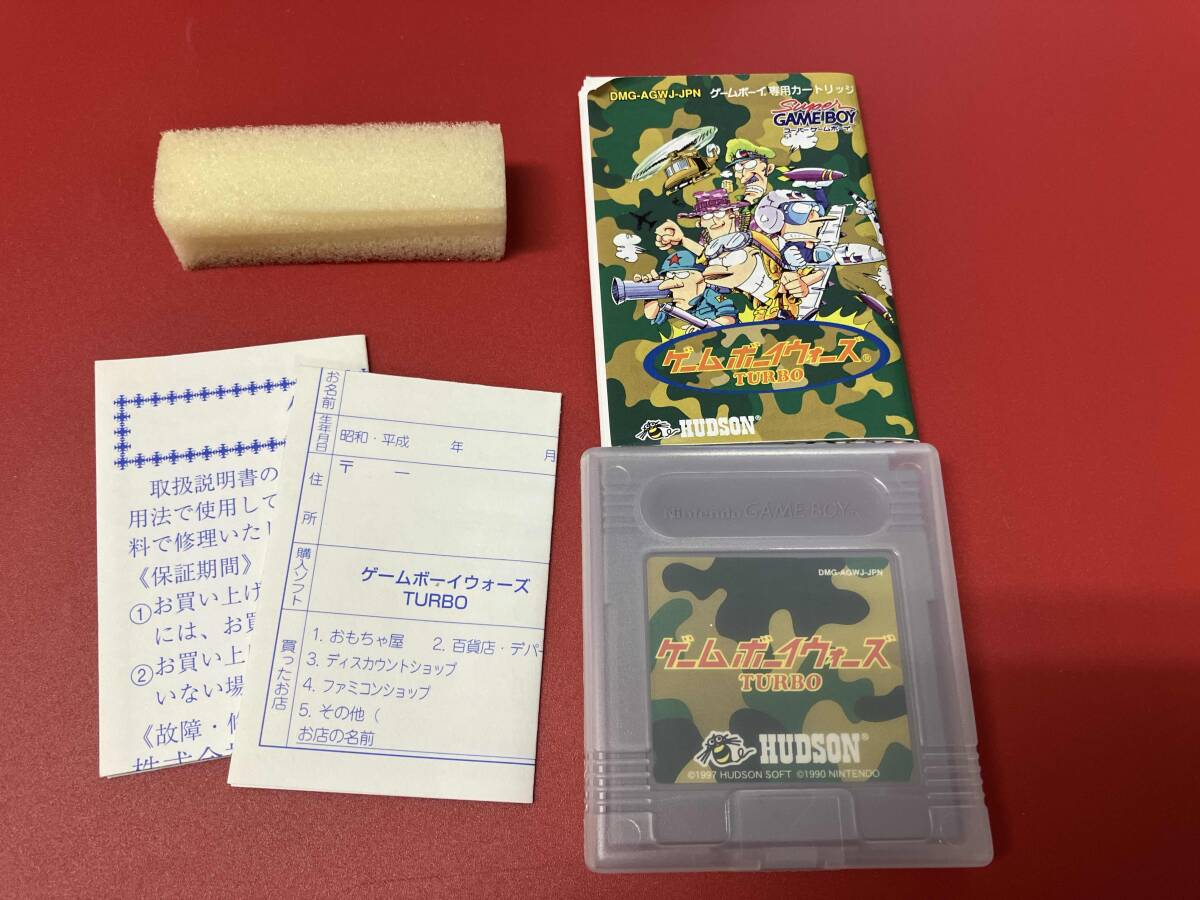 DMG-AGWJ-JPN ゲームボーイ専用カートリッジ
Super
GAME BOY
スーパーゲームボーイ
ゲームボーイウォーズ®
TURBO
HUDSON®
取扱説明書の
用法で使用して
料で修理いたし
《保証期間》
①お買い上げ
には、お買
②お買い上
いない場
《故障・修
株式会社
お名前
生年月日
昭和・平成 年 月
住所
〒 ―
購入ソフト
ゲームボーイウォーズ
TURBO
買ったお店
1. おもちゃ屋 2. 百貨店・デパー
3. ディスカウントショップ
4. ファミコンショップ
5. その他（
お店の名前
Nintendo GAME BOY
DMG-AGWJ-JPN
ゲームボーイウォーズ
TURBO
HUDSON®
©1997 HUDSON SOFT ©1990 NINTENDO